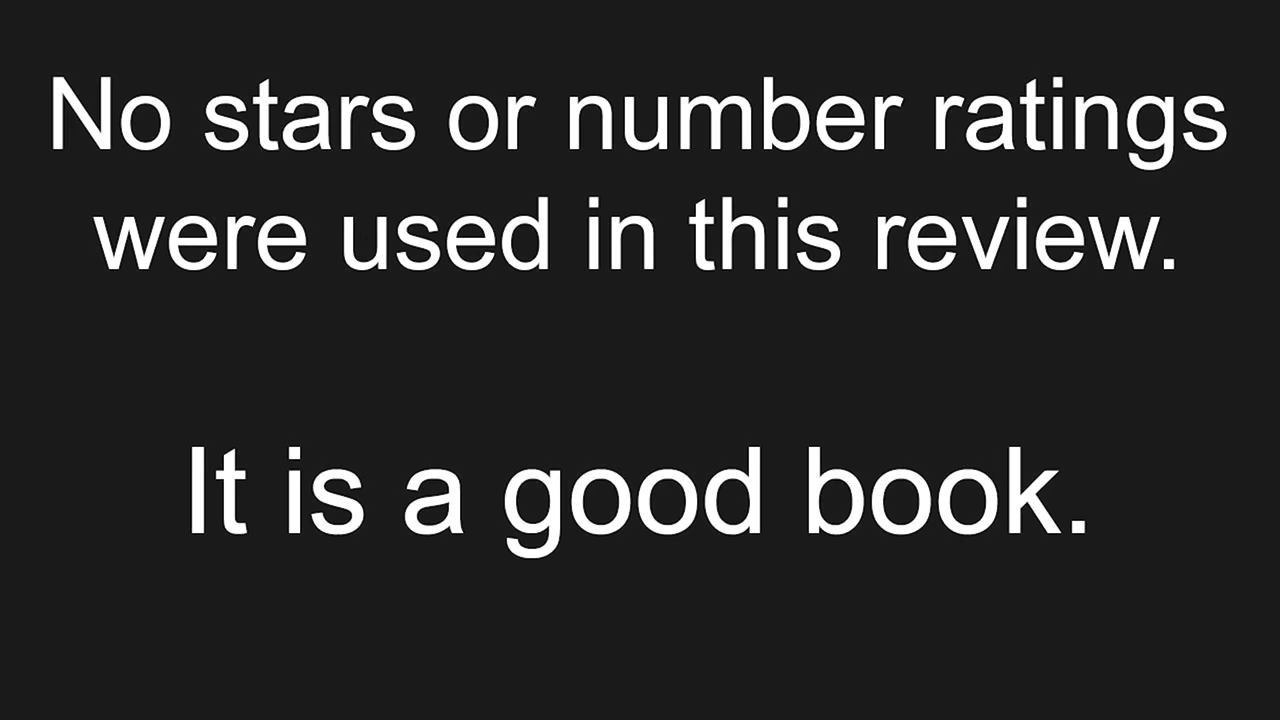 No stars or number ratings
were used in this review.
It is a good book.